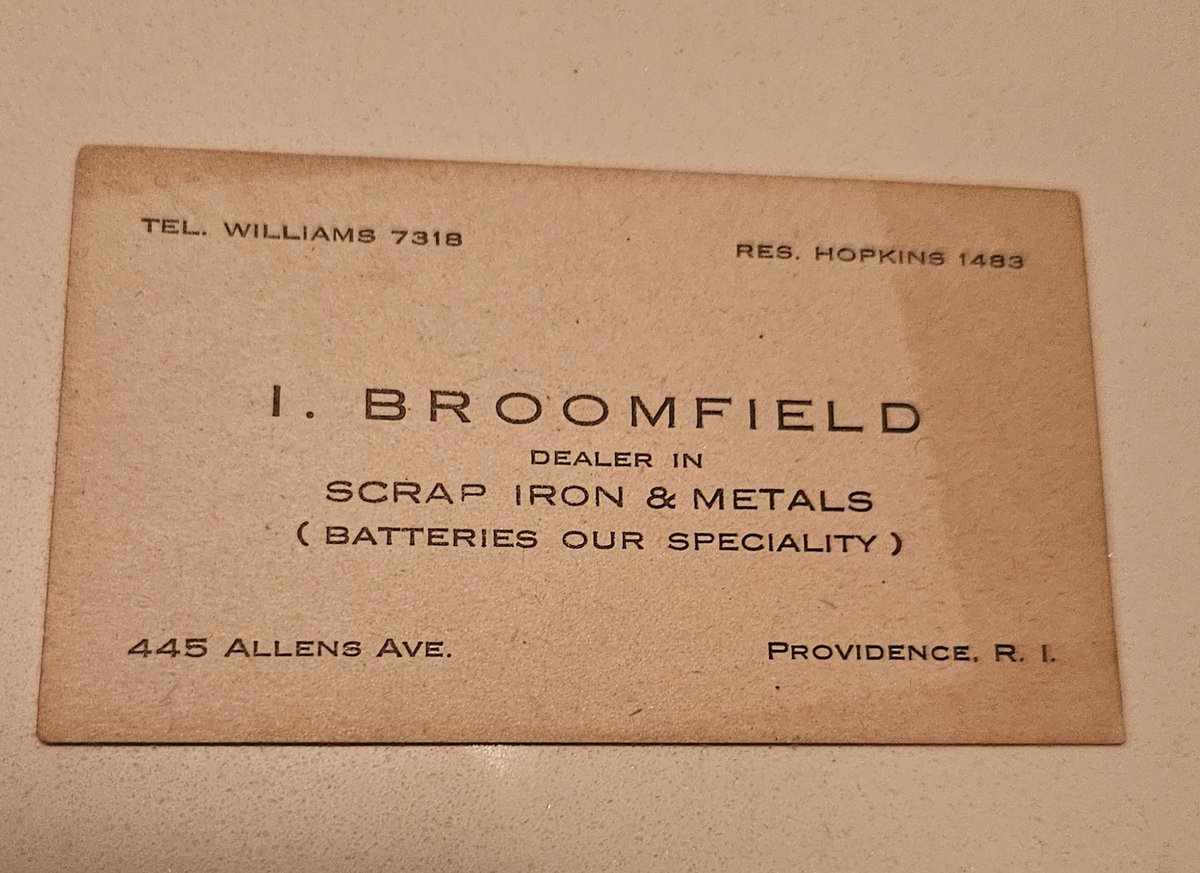 TEL. WILLIAMS 7318
RES. HOPKINS 1483
I. BROOMFIELD
DEALER IN
SCRAP IRON & METALS
( BATTERIES OUR SPECIALITY )
445 ALLENS AVE.
PROVIDENCE, R. I.